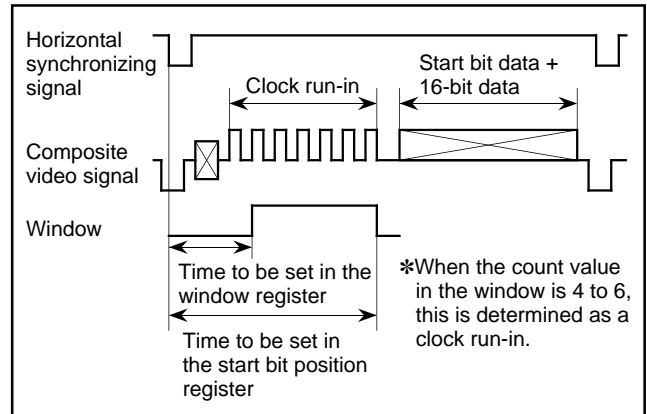 Horizontal
synchronizing
signal
Clock run-in
Start bit data +
16-bit data
Composite
video signal
Window
Time to be set in the
window register
Time to be set in
the start bit position
register
✽When the count value
in the window is 4 to 6,
this is determined as a
clock run-in.